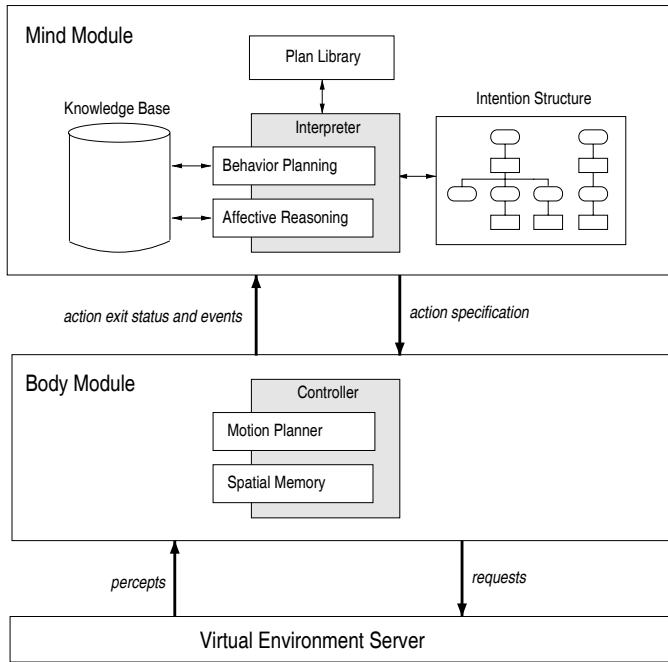 Mind Module
Plan Library
Knowledge Base
Interpreter
Intention Structure
Behavior Planning
Affective Reasoning
action exit status and events
action specification
Body Module
Controller
Motion Planner
Spatial Memory
percepts
requests
Virtual Environment Server